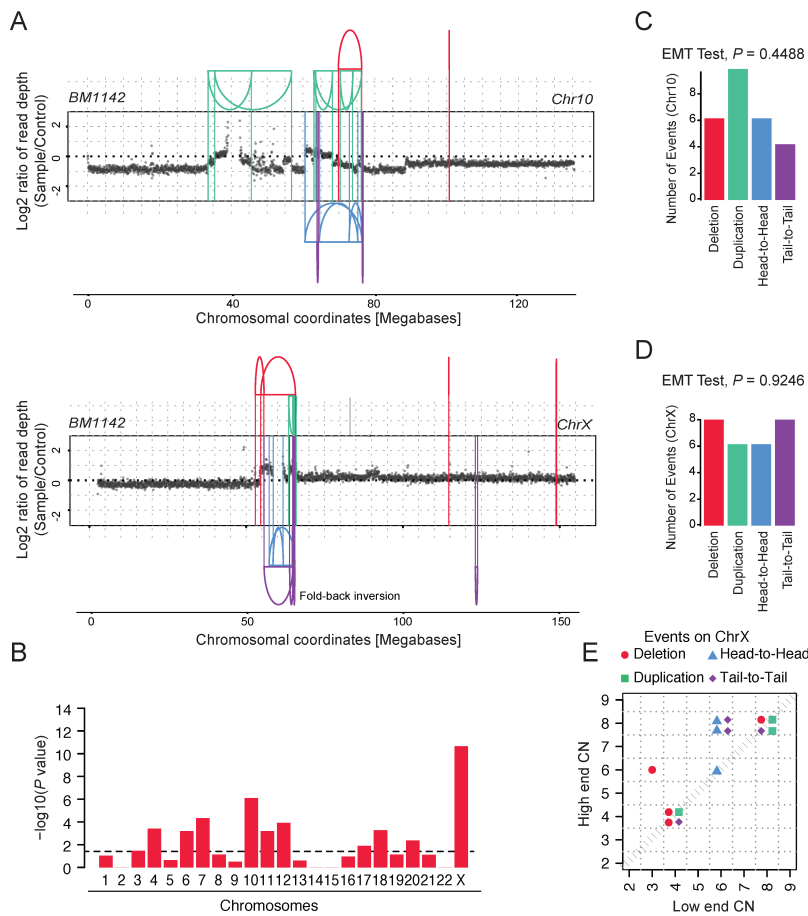 A
BM1142
Chr10
Log2 ratio of read depth
(Sample/Control)
2
0
-2
0
40
80
120
Chromosomal coordinates [Megabases]
BM1142
ChrX
Log2 ratio of read depth
(Sample/Control)
2
0
-2
Fold-back inversion
0
50
100
150
Chromosomal coordinates [Megabases]
B
−log10(P value)
14
12
10
8
6
4
2
0
1 2 3 4 5 6 7 8 9 10 11 12 13 14 15 16 17 18 19 20 21 22 X
Chromosomes
C
EMT Test, P = 0.4488
Number of Events (Chr10)
8
6
4
2
0
Deletion
Duplication
Head-to-Head
Tail-to-Tail
D
EMT Test, P = 0.9246
Number of Events (ChrX)
8
6
4
2
0
Deletion
Duplication
Head-to-Head
Tail-to-Tail
E
Events on ChrX
Deletion
Head-to-Head
Duplication
Tail-to-Tail
High end CN
9
8
7
6
5
4
3
2
2 3 4 5 6 7 8 9
Low end CN